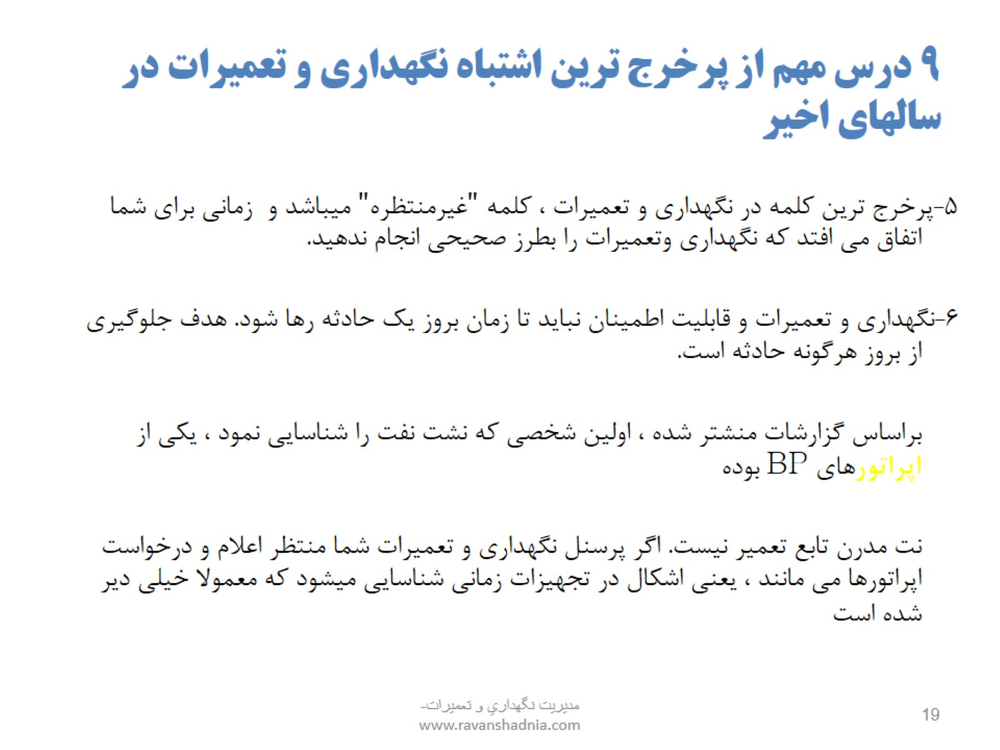 ۹ درس مهم از پرخرج ترین اشتباه نگهداری و تعمیرات در
سالهای اخیر
۵-پرخرج ترین کلمه در نگهداری و تعمیرات ، کلمه "غیرمنتظره" میباشد و زمانی برای شما
اتفاق می افتد که نگهداری وتعمیرات را بطرز صحیحی انجام ندهید.
۶-نگهداری و تعمیرات و قابلیت اطمینان نباید تا زمان بروز یک حادثه رها شود. هدف جلوگیری
از بروز هرگونه حادثه است.
براساس گزارشات منشتر شده ، اولین شخصی که نشت نفت را شناسایی نمود ، یکی از
اپراتورهای BP بوده
نت مدرن تابع تعمیر نیست. اگر پرسنل نگهداری و تعمیرات شما منتظر اعلام و درخواست
اپراتورها می مانند ، یعنی اشکال در تجهیزات زمانی شناسایی میشود که معمولا خیلی دیر
شده است
مديريت نگهداري و تعميرات-
www.ravanshadnia.com
19